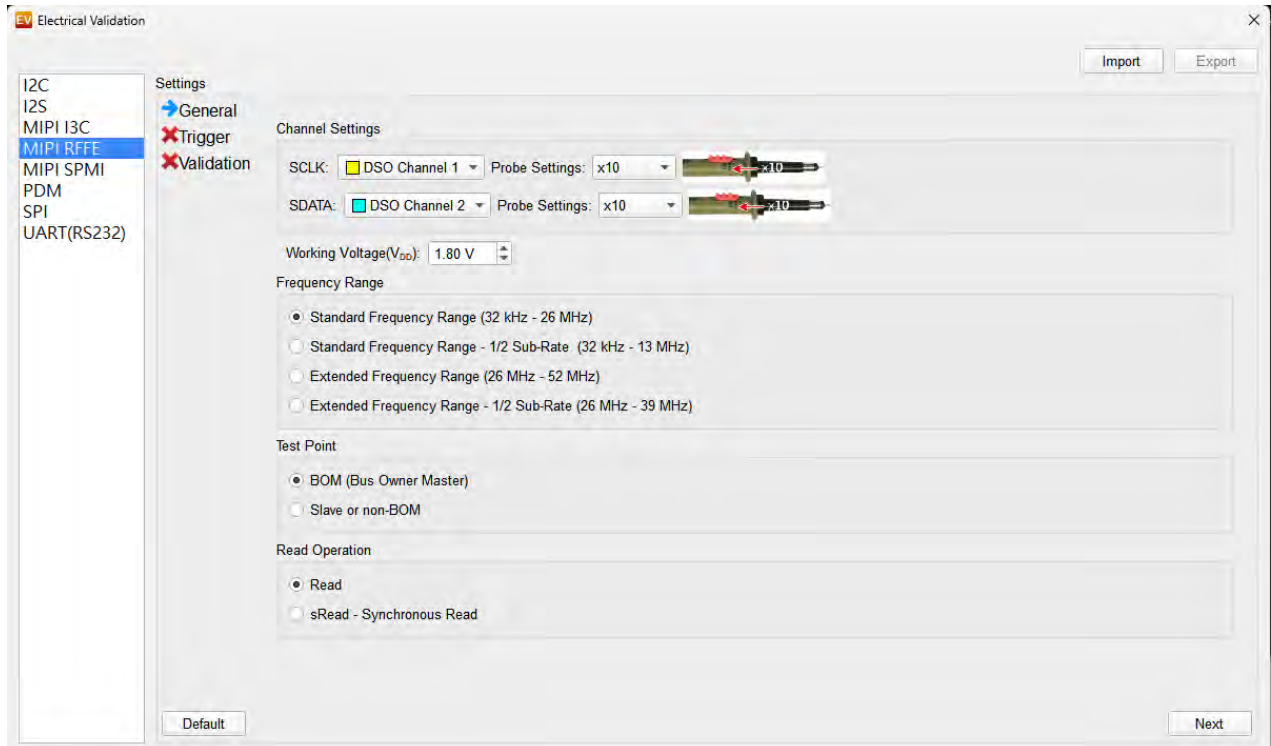 EV Electrical Validation
Import Export
I2C
I2S
MIPI I3C
MIPI RFFE
MIPI SPMI
PDM
SPI
UART(RS232)
Settings
General
Trigger
Validation
Channel Settings
SCLK: DSO Channel 1 Probe Settings: x10 x10
SDATA: DSO Channel 2 Probe Settings: x10 x10
Working Voltage(VDD): 1.80 V
Frequency Range
Standard Frequency Range (32 kHz - 26 MHz)
Standard Frequency Range - 1/2 Sub-Rate (32 kHz - 13 MHz)
Extended Frequency Range (26 MHz - 52 MHz)
Extended Frequency Range - 1/2 Sub-Rate (26 MHz - 39 MHz)
Test Point
BOM (Bus Owner Master)
Slave or non-BOM
Read Operation
Read
sRead - Synchronous Read
Default
Next